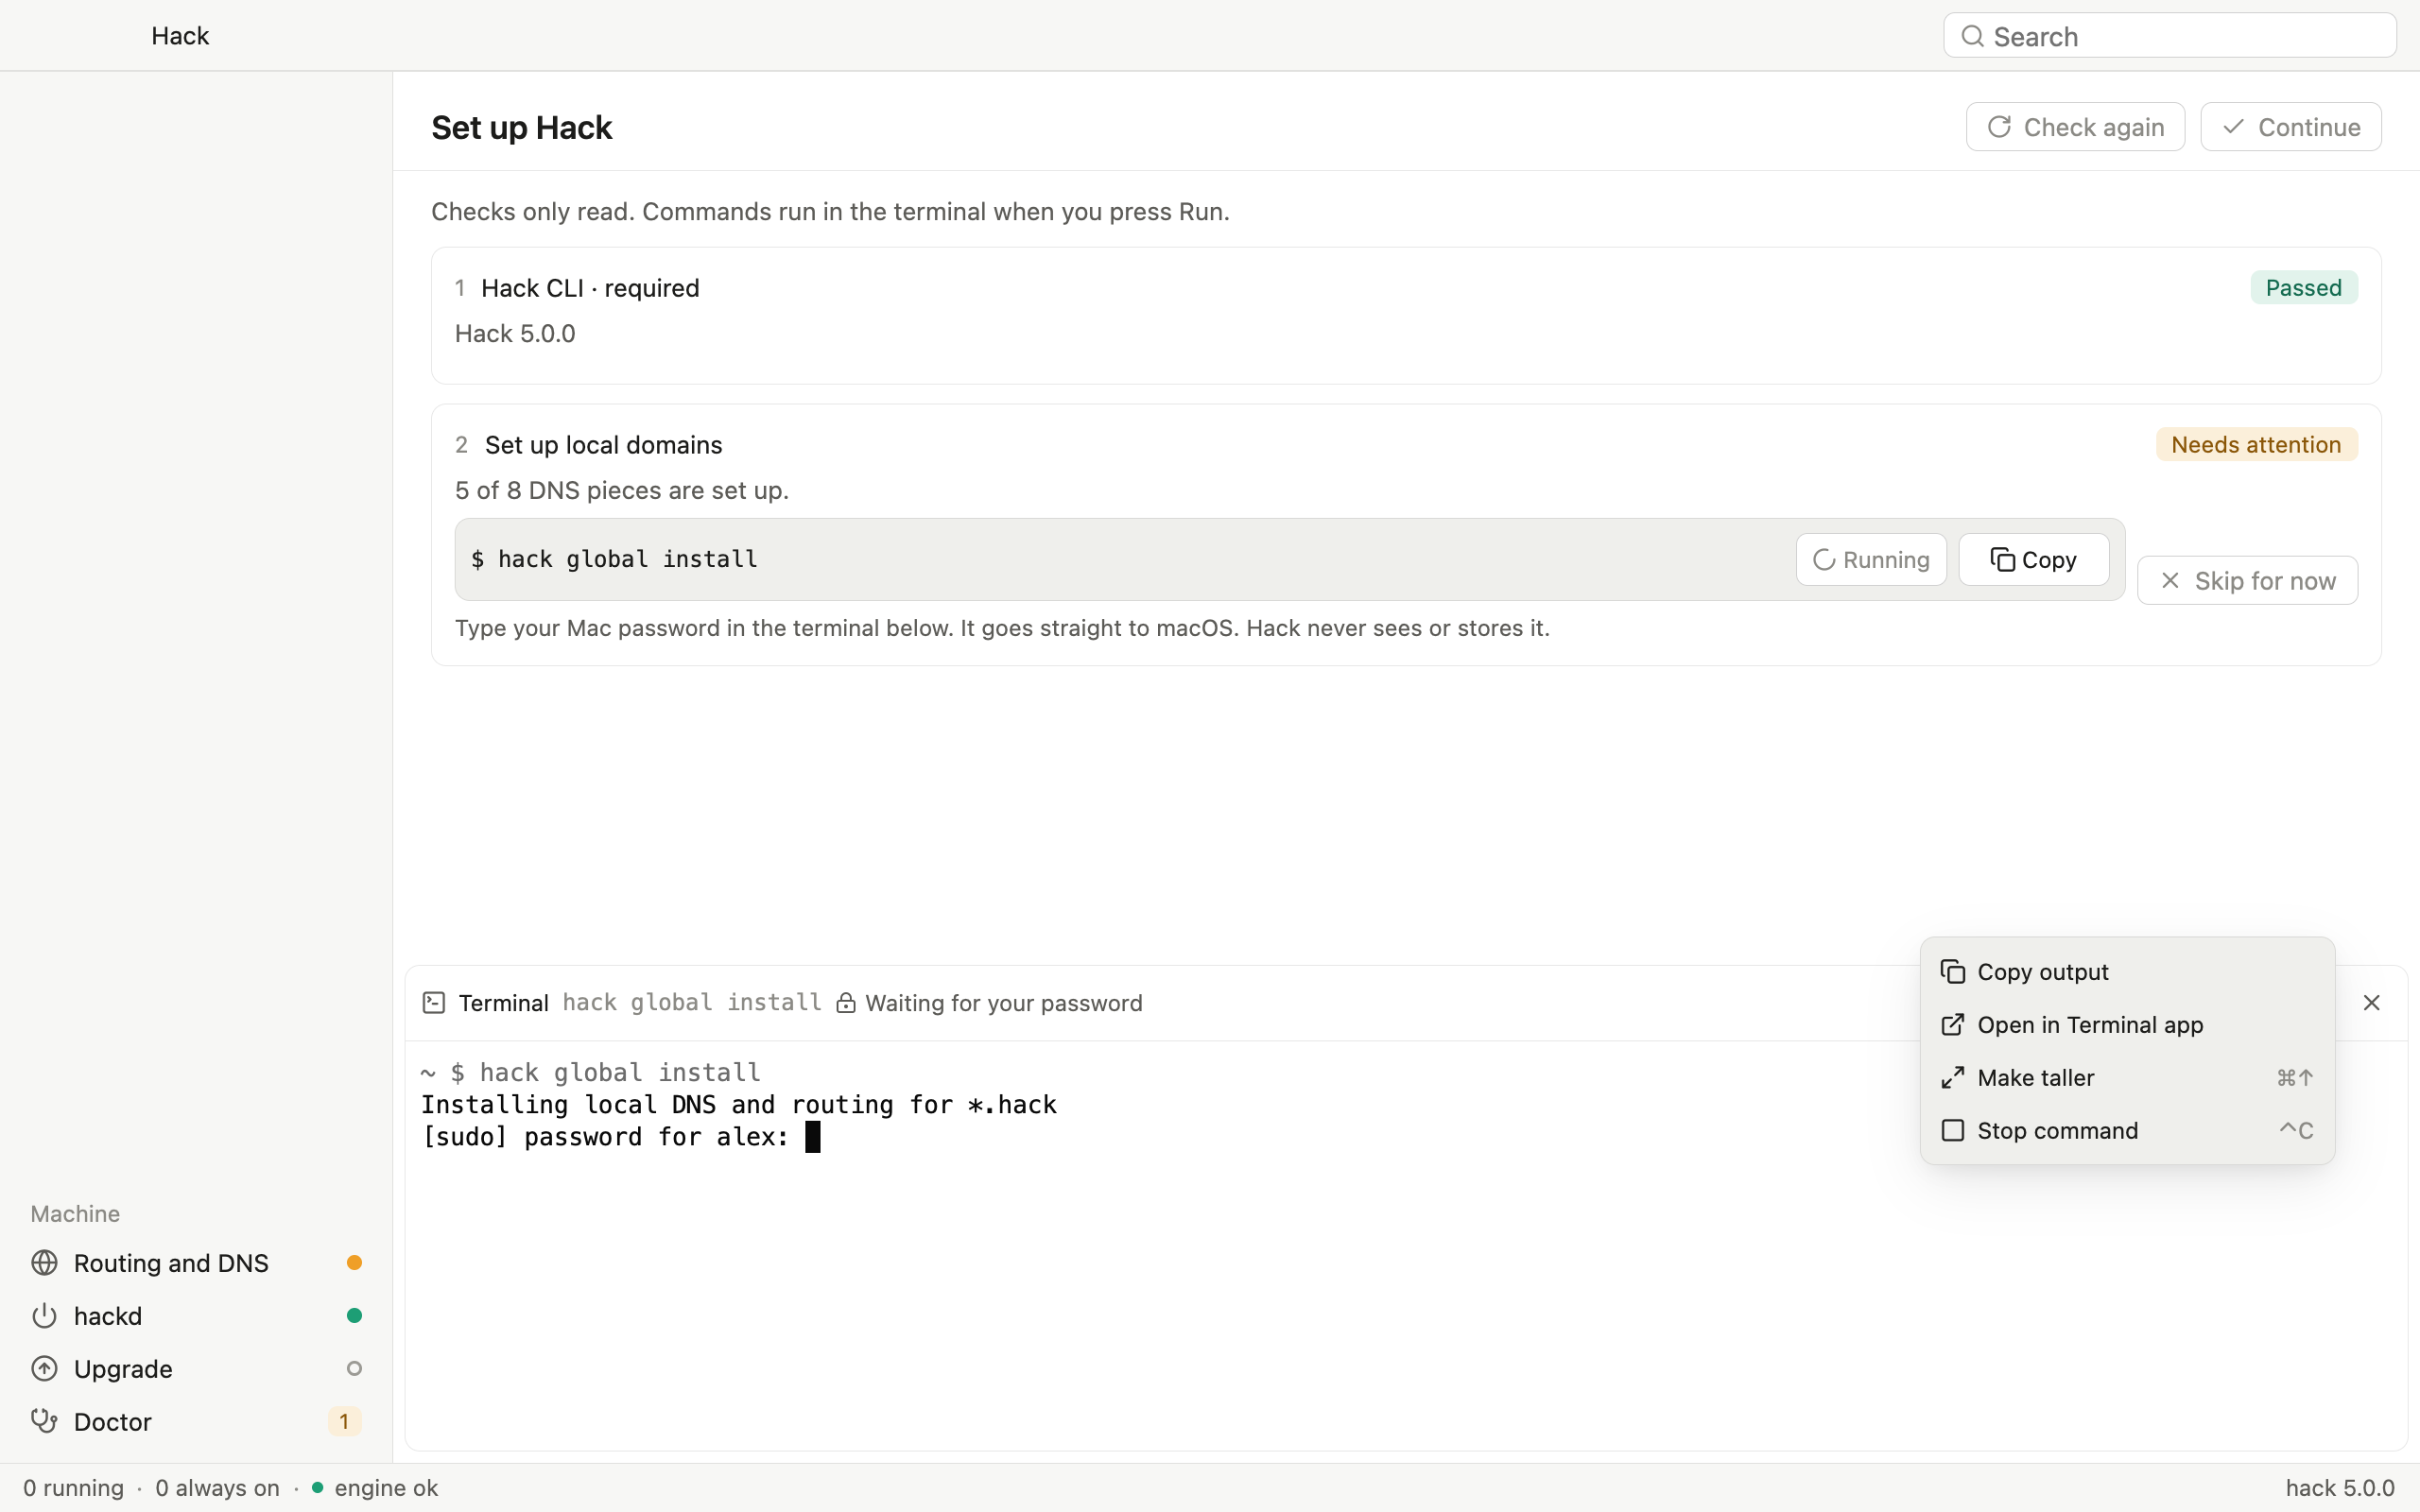 Hack
Search
Set up Hack
Check again
Continue
Checks only read. Commands run in the terminal when you press Run.
1 Hack CLI · required
Passed
Hack 5.0.0
2 Set up local domains
Needs attention
5 of 8 DNS pieces are set up.
$ hack global install
Running
Copy
Skip for now
Type your Mac password in the terminal below. It goes straight to macOS. Hack never sees or stores it.
Terminal hack global install Waiting for your password
~ $ hack global install
Installing local DNS and routing for *.hack
[sudo] password for alex:
Copy output
Open in Terminal app
Make taller ⌘↑
Stop command ^C
Machine
Routing and DNS
hackd
Upgrade
Doctor 1
0 running · 0 always on · engine ok
hack 5.0.0